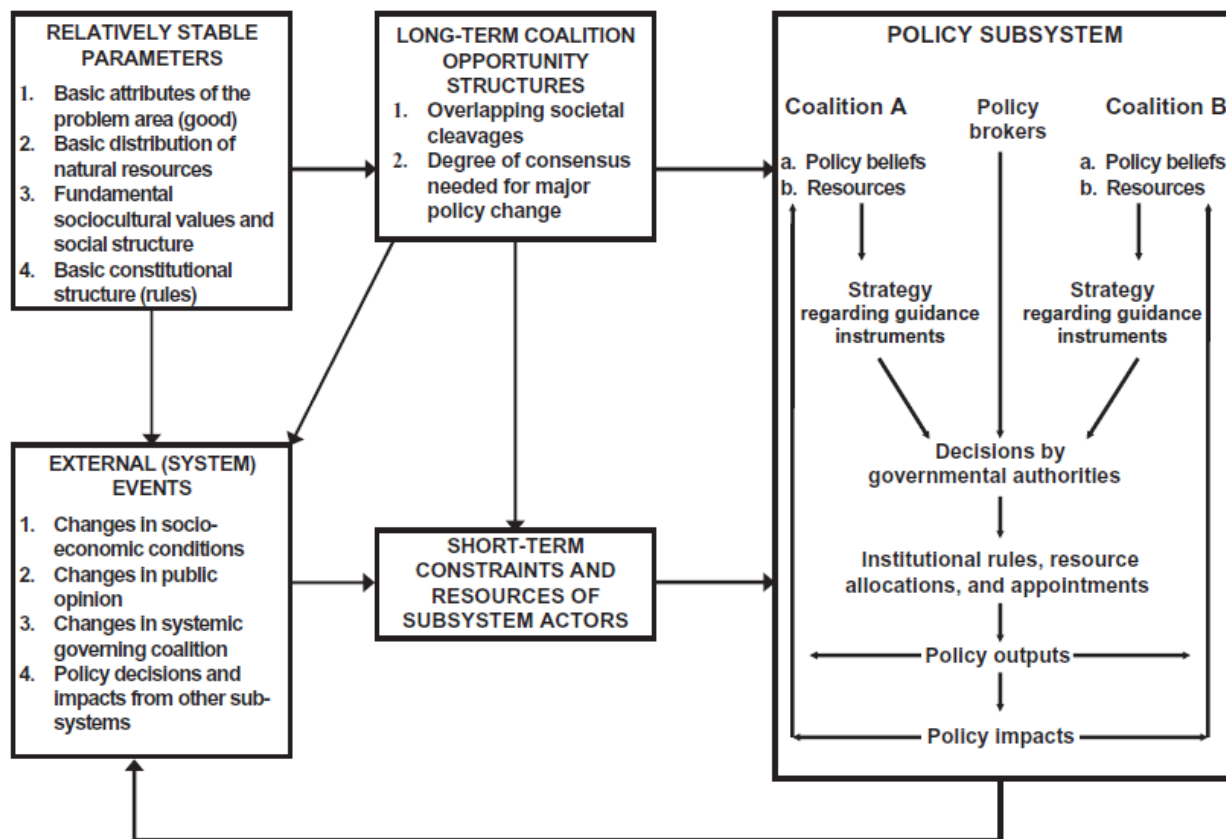 RELATIVELY STABLE
PARAMETERS
1. Basic attributes of the
problem area (good)
2. Basic distribution of
natural resources
3. Fundamental
sociocultural values and
social structure
4. Basic constitutional
structure (rules)
LONG-TERM COALITION
OPPORTUNITY
STRUCTURES
1. Overlapping societal
cleavages
2. Degree of consensus
needed for major
policy change
EXTERNAL (SYSTEM)
EVENTS
1. Changes in socio-
economic conditions
2. Changes in public
opinion
3. Changes in systemic
governing coalition
4. Policy decisions and
impacts from other sub-
systems
SHORT-TERM
CONSTRAINTS AND
RESOURCES OF
SUBSYSTEM ACTORS
POLICY SUBSYSTEM
Coalition A
a. Policy beliefs
b. Resources
Strategy
regarding guidance
instruments
Policy
brokers
Coalition B
a. Policy beliefs
b. Resources
Strategy
regarding guidance
instruments
Decisions by
governmental authorities
Institutional rules, resource
allocations, and appointments
Policy outputs
Policy impacts